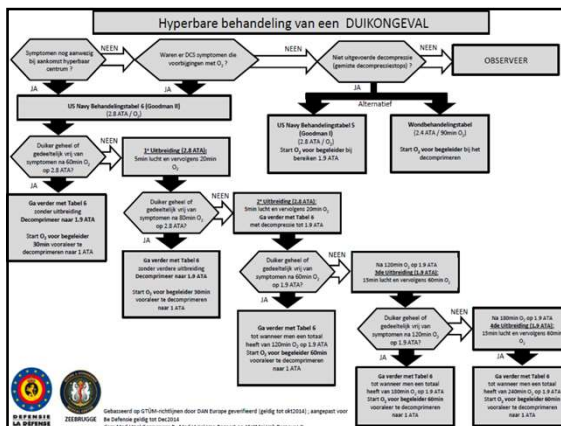 Hyperbare behandeling van een DUIKONGEVAL
Symptomen nog aanwezig
bij aankomst hyperbaar
centrum ?
NEEN
Waren er DCS symptomen die
voorbijgingen met O₂ ?
NEEN
Niet uitgevoerde decompressie
(gemiste decompressiestops) ?
NEEN
OBSERVEER
JA
JA
JA
Alternatief
US Navy Behandelingstabel 6 (Goodman II)
(2.8 ATA / O₂)
US Navy Behandelingstabel 5
(Goodman I)
(2.8 ATA / O₂)
Start O₂ voor begeleider bij
bereiken 1.9 ATA
Wondbehandelingstabel
(2.4 ATA / 90min O₂)
Start O₂ voor begeleider bij het
decomprimeren
Duiker geheel of
gedeeltelijk vrij van
symptomen na 60min O₂
op 2.8 ATA?
NEEN
1ᵉ Uitbreiding (2.8 ATA):
5min lucht en vervolgens 20min
O₂
JA
Ga verder met Tabel 6
zonder uitbreiding
Decomprimeer naar 1.9 ATA
Start O₂ voor begeleider
30min vooraleer te
decomprimeren naar 1 ATA
Duiker geheel of
gedeeltelijk vrij van
symptomen na 80min O₂
op 2.8 ATA?
NEEN
2ᵉ Uitbreiding (2.8 ATA):
5min lucht en vervolgens 20min O₂
Ga verder met Tabel 6
met decompressie tot 1.9 ATA
JA
Ga verder met Tabel 6
zonder verdere uitbreiding
Decomprimeer naar 1.9 ATA
Start O₂ voor begeleider 30min
vooraleer te decomprimeren
naar 1 ATA
Duiker geheel of
gedeeltelijk vrij van
symptomen na 60min O₂
op 1.9 ATA?
NEEN
Na 120min O₂ op 1.9 ATA
3de Uitbreiding (1.9 ATA):
15min lucht en vervolgens 60min O₂
JA
Ga verder met Tabel 6
tot wanneer men een totaal
heeft van 120min O₂ op 1.9 ATA
Start O₂ voor begeleider 60min
vooraleer te decomprimeren
naar 1 ATA
Duiker geheel of
gedeeltelijk vrij van
symptomen na 120min O₂
op 1.9 ATA?
NEEN
Na 180min O₂ op 1.9 ATA
4de Uitbreiding (1.9 ATA):
15min lucht en vervolgens 60min
O₂
JA
JA
Ga verder met Tabel 6
tot wanneer men een totaal
heeft van 180min O₂ op 1.9 ATA
Start O₂ voor begeleider 60min
vooraleer te decomprimeren
naar 1 ATA
Ga verder met Tabel 6
tot wanneer men een totaal
heeft van 240min O₂ op 1.9 ATA
Start O₂ voor begeleider 60min
vooraleer te decomprimeren
naar 1 ATA
DEFENSIE
LA DÉFENSE
ZEEBRUGGE
Gebaseerd op GTÜM-richtlijnen door DAN Europe geverifieerd (geldig tot okt2014) ; aangepast voor
Be Defensie geldig tot Dec2014